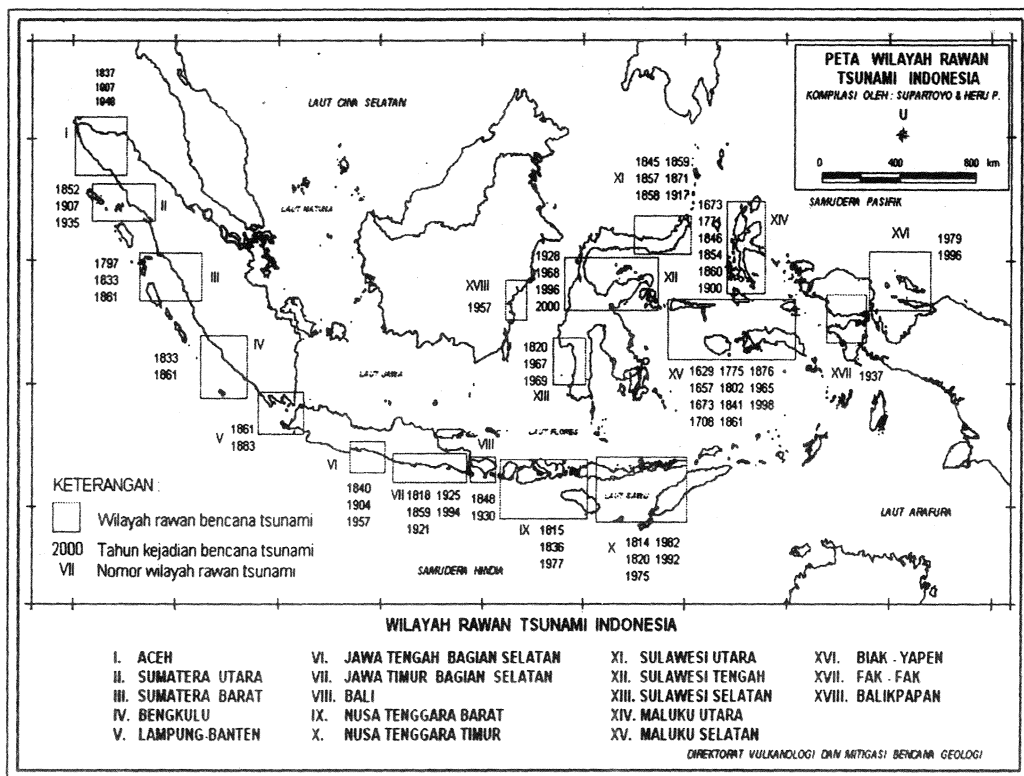 PETA WILAYAH RAWAN
TSUNAMI INDONESIA
KOMPILASI OLEH : SUPARTOYO & HERU P.
U
0 400 800 km
SAMUDERA PASIFIK
LAUT CINA SELATAN
LAUT NATUNA
LAUT JAWA
LAUT FLORES
LAUT SAWU
LAUT ARAFURA
SAMUDERA HINDIA
1837
1907
1948
I
1852
1907
1935
II
1797
1833
1861
III
1833
1861
IV
V
1861
1883
VI
1840
1904
1957
VII 1818 1925
1859 1994
1921
VIII
1848
1930
IX 1815
1836
1977
X 1814 1982
1820 1992
1975
1845 1859
XI 1857 1871
1858 1917
1928
1968
1996
2000
XII
1820
1967
1969
XIII
1673
1771
1846
1854
1860
1900
XIV
XV 1629 1775 1876
1657 1802 1965
1673 1841 1998
1708 1861
XVI 1979
1996
XVII 1937
XVIII
1957
KETERANGAN :
Wilayah rawan bencana tsunami
2000 Tahun kejadian bencana tsunami
VII Nomor wilayah rawan tsunami
WILAYAH RAWAN TSUNAMI INDONESIA
I. ACEH
II. SUMATERA UTARA
III. SUMATERA BARAT
IV. BENGKULU
V. LAMPUNG-BANTEN
VI. JAWA TENGAH BAGIAN SELATAN
VII. JAWA TIMUR BAGIAN SELATAN
VIII. BALI
IX. NUSA TENGGARA BARAT
X. NUSA TENGGARA TIMUR
XI. SULAWESI UTARA
XII. SULAWESI TENGAH
XIII. SULAWESI SELATAN
XIV. MALUKU UTARA
XV. MALUKU SELATAN
XVI. BIAK - YAPEN
XVII. FAK - FAK
XVIII. BALIKPAPAN
DIREKTORAT VULKANOLOGI DAN MITIGASI BENCANA GEOLOGI